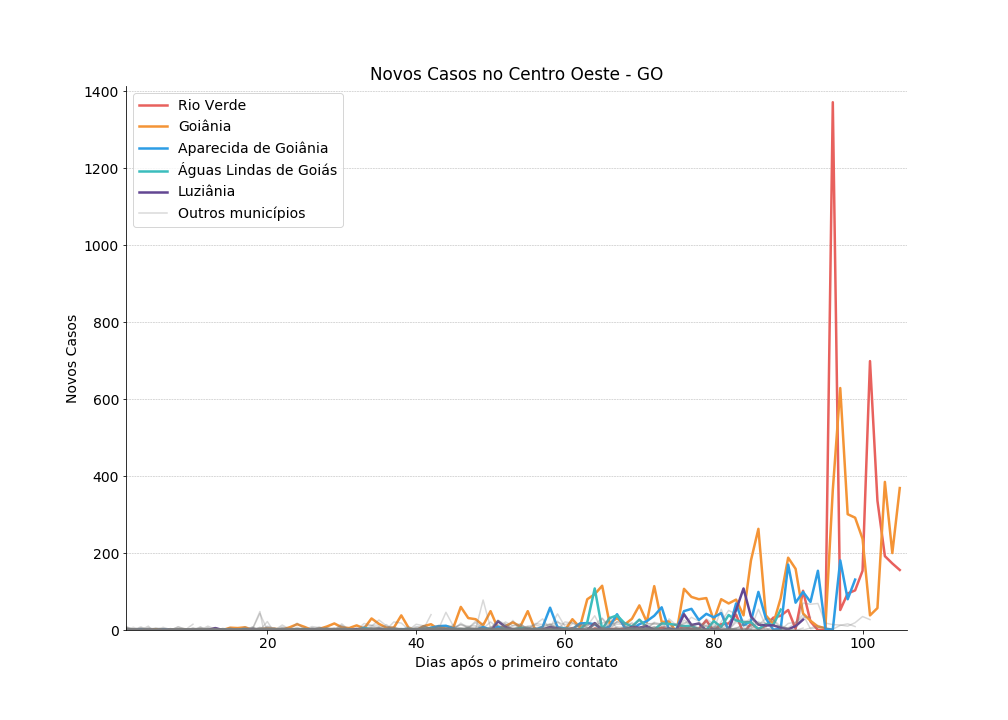 Novos Casos no Centro Oeste - GO
1400
1200
1000
800
600
400
200
0
Novos Casos
Rio Verde
Goiânia
Aparecida de Goiânia
Águas Lindas de Goiás
Luziânia
Outros municípios
20
40
60
80
100
Dias após o primeiro contato